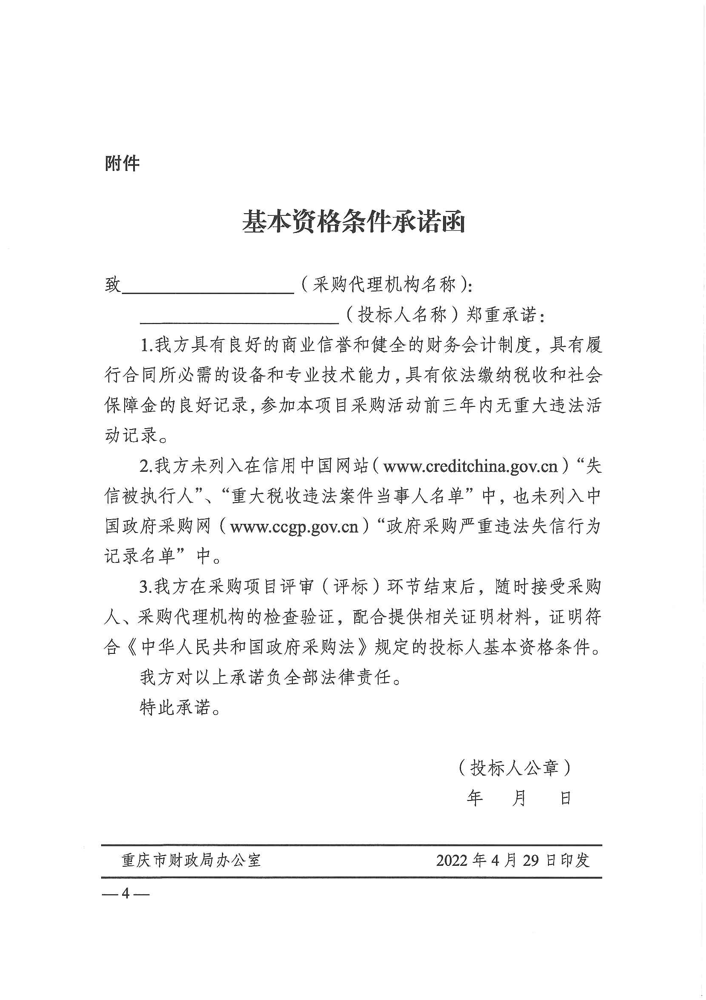 附件
基本资格条件承诺函
致____________________（采购代理机构名称）：
____________________（投标人名称）郑重承诺：
1.我方具有良好的商业信誉和健全的财务会计制度，具有履
行合同所必需的设备和专业技术能力，具有依法缴纳税收和社会
保障金的良好记录，参加本项目采购活动前三年内无重大违法活
动记录。
2.我方未列入在信用中国网站（www.creditchina.gov.cn）“失
信被执行人”、“重大税收违法案件当事人名单”中，也未列入中
国政府采购网（www.ccgp.gov.cn）“政府采购严重违法失信行为
记录名单”中。
3.我方在采购项目评审（评标）环节结束后，随时接受采购
人、采购代理机构的检查验证，配合提供相关证明材料，证明符
合《中华人民共和国政府采购法》规定的投标人基本资格条件。
我方对以上承诺负全部法律责任。
特此承诺。
（投标人公章）
年 月 日
重庆市财政局办公室 2022年4月29日印发
— 4 —